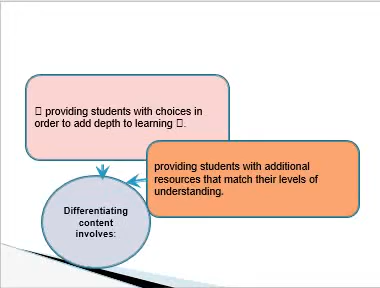 ▯ providing students with choices in
order to add depth to learning ▯.
providing students with additional
resources that match their levels of
understanding.
Differentiating
content
involves: